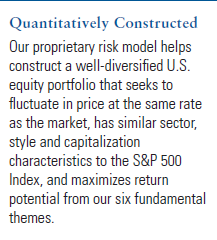 Quantitatively Constructed
Our proprietary risk model helps
construct a well-diversified U.S.
equity portfolio that seeks to
fluctuate in price at the same rate
as the market, has similar sector,
style and capitalization
characteristics to the S&P 500
Index, and maximizes return
potential from our six fundamental
themes.